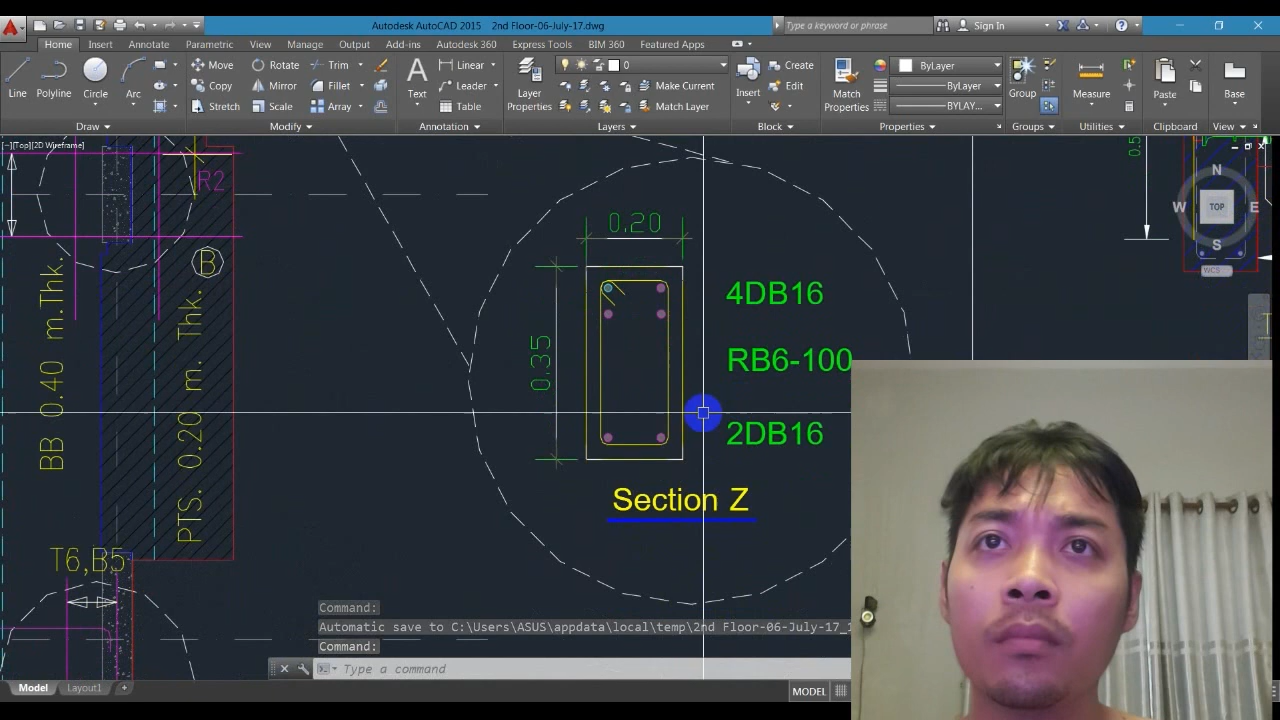 Autodesk AutoCAD 2015 2nd Floor-06-July-17.dwg
Type a keyword or phrase
Sign In
Home Insert Annotate Parametric View Manage Output Add-ins Autodesk 360 Express Tools BIM 360 Featured Apps
Line Polyline Circle Arc
Move Rotate Trim
Copy Mirror Fillet
Stretch Scale Array
Text Linear
Leader
Table
Layer Properties
0
Make Current
Match Layer
Insert Create
Edit
Match Properties
ByLayer
ByLayer
BYLAY...
Group Measure Paste Base
Draw Modify Annotation Layers Block Properties Groups Utilities Clipboard View
[−][Top][2D Wireframe]
R2
B
BB 0.40 m.Thk.
PTS. 0.20 m. Thk.
T6,B5
0.20
0.35
4DB16
RB6-100
2DB16
Section Z
0.5
N
W TOP E
S
WCS
Command:
Automatic save to C:\Users\ASUS\appdata\local\temp\2nd Floor-06-July-17_1
Command:
Type a command
Model Layout1 +
MODEL